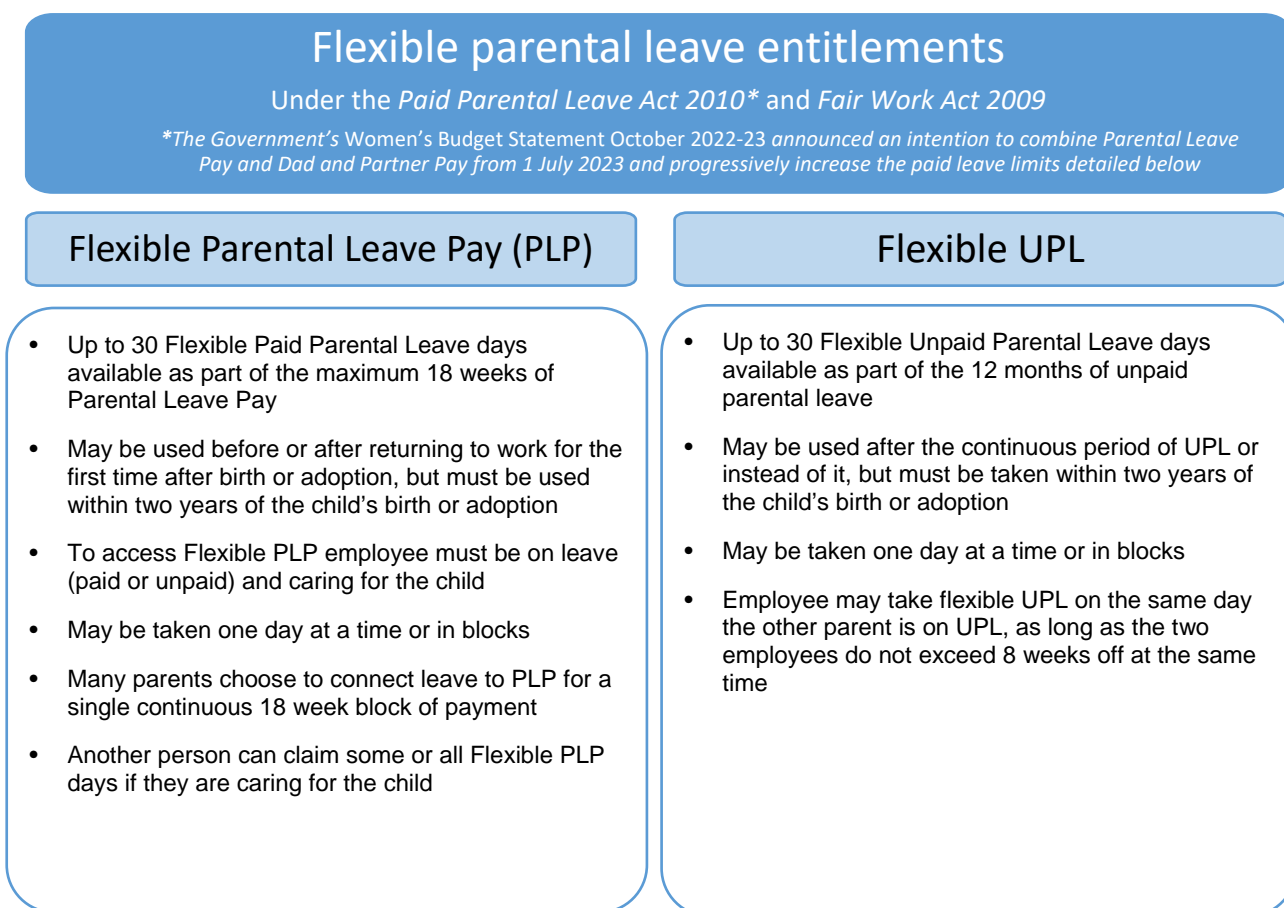 Flexible parental leave entitlements
Under the Paid Parental Leave Act 2010* and Fair Work Act 2009
*The Government’s Women’s Budget Statement October 2022-23 announced an intention to combine Parental Leave
Pay and Dad and Partner Pay from 1 July 2023 and progressively increase the paid leave limits detailed below
Flexible Parental Leave Pay (PLP)
• Up to 30 Flexible Paid Parental Leave days
available as part of the maximum 18 weeks of
Parental Leave Pay
• May be used before or after returning to work for the
first time after birth or adoption, but must be used
within two years of the child’s birth or adoption
• To access Flexible PLP employee must be on leave
(paid or unpaid) and caring for the child
• May be taken one day at a time or in blocks
• Many parents choose to connect leave to PLP for a
single continuous 18 week block of payment
• Another person can claim some or all Flexible PLP
days if they are caring for the child
Flexible UPL
• Up to 30 Flexible Unpaid Parental Leave days
available as part of the 12 months of unpaid
parental leave
• May be used after the continuous period of UPL or
instead of it, but must be taken within two years of
the child’s birth or adoption
• May be taken one day at a time or in blocks
• Employee may take flexible UPL on the same day
the other parent is on UPL, as long as the two
employees do not exceed 8 weeks off at the same
time